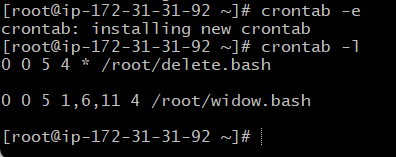 [root@ip-172-31-31-92 ~]# crontab -e
crontab: installing new crontab
[root@ip-172-31-31-92 ~]# crontab -l
0 0 5 4 * /root/delete.bash
0 0 5 1,6,11 4 /root/widow.bash
[root@ip-172-31-31-92 ~]#